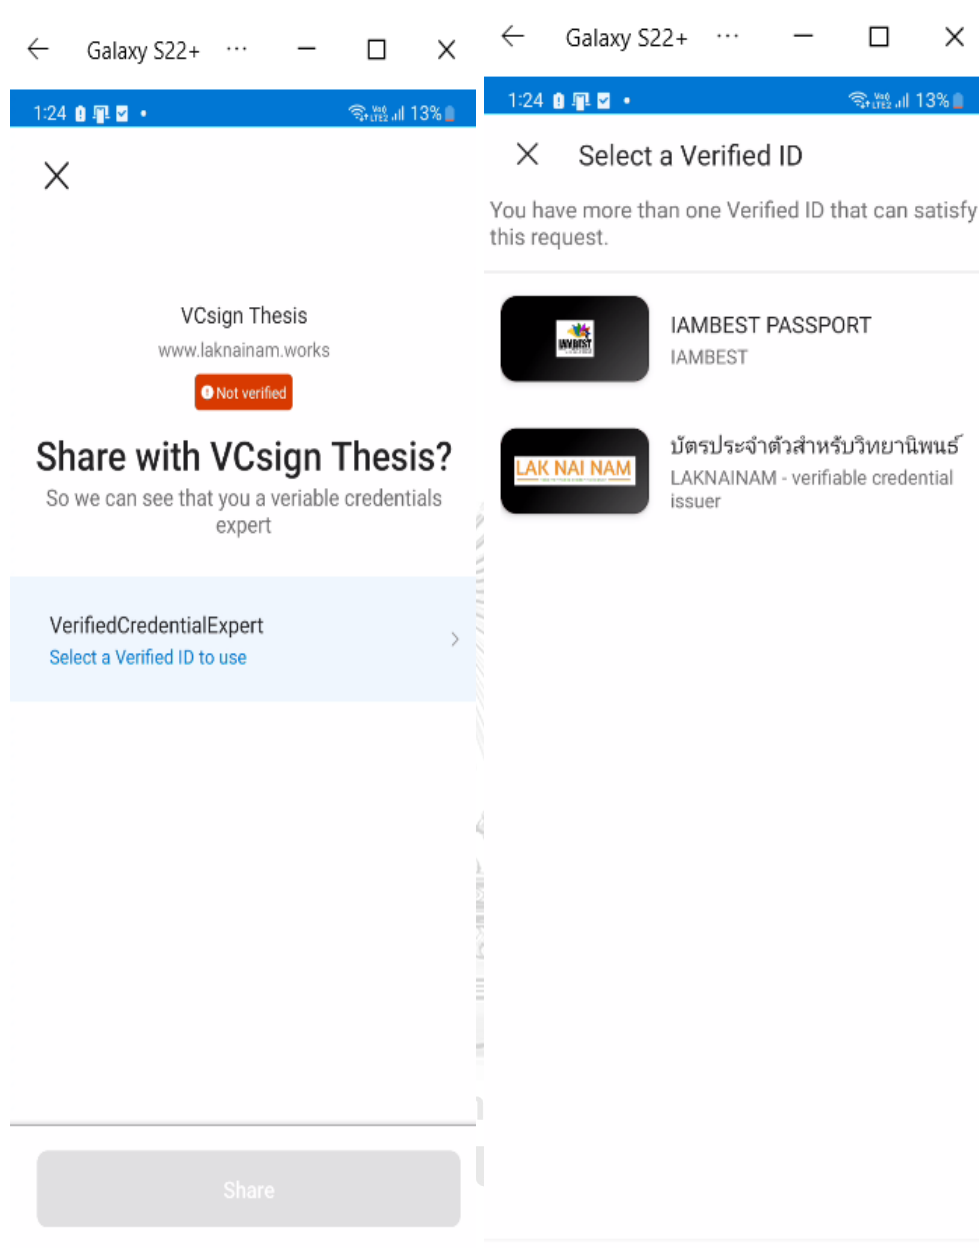 Galaxy S22+
1:24
13%
VCsign Thesis
www.laknainam.works
Not verified
Share with VCsign Thesis?
So we can see that you a veriable credentials
expert
VerifiedCredentialExpert
Select a Verified ID to use
Share
Galaxy S22+
1:24
13%
Select a Verified ID
You have more than one Verified ID that can satisfy
this request.
IAMBEST
IAMBEST PASSPORT
IAMBEST
LAK NAI NAM
บัตรประจำตัวสำหรับวิทยานิพนธ์
LAKNAINAM - verifiable credential
issuer